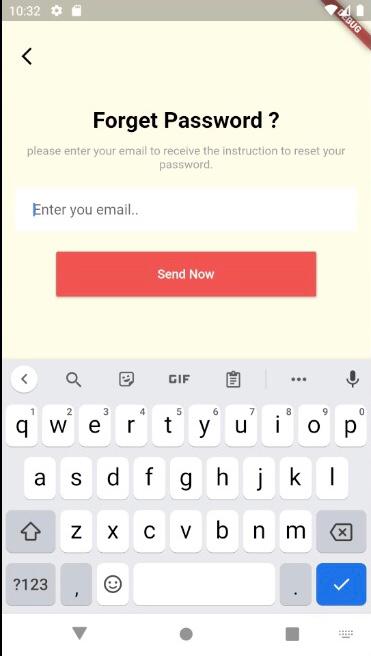 10:32
DEBUG
Forget Password ?
please enter your email to receive the instruction to reset your
password.
Enter you email..
Send Now
GIF
1 2 3 4 5 6 7 8 9 0
q w e r t y u i o p
a s d f g h j k l
z x c v b n m
?123 , .